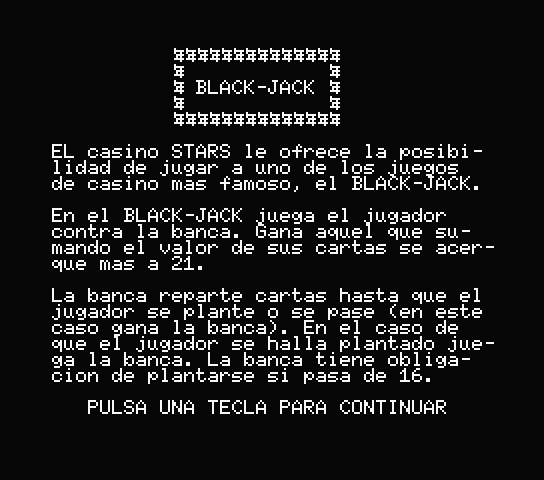 BLACK-JACK
EL casino STARS le ofrece la posibi-
lidad de jugar a uno de los juegos
de casino mas famoso, el BLACK-JACK.
En el BLACK-JACK juega el jugador
contra la banca. Gana aquel que su-
mando el valor de sus cartas se acer-
que mas a 21.
La banca reparte cartas hasta que el
jugador se plante o se pase (en este
caso gana la banca). En el caso de
que el jugador se halla plantado jue-
ga la banca. La banca tiene obliga-
cion de plantarse si pasa de 16.
PULSA UNA TECLA PARA CONTINUAR